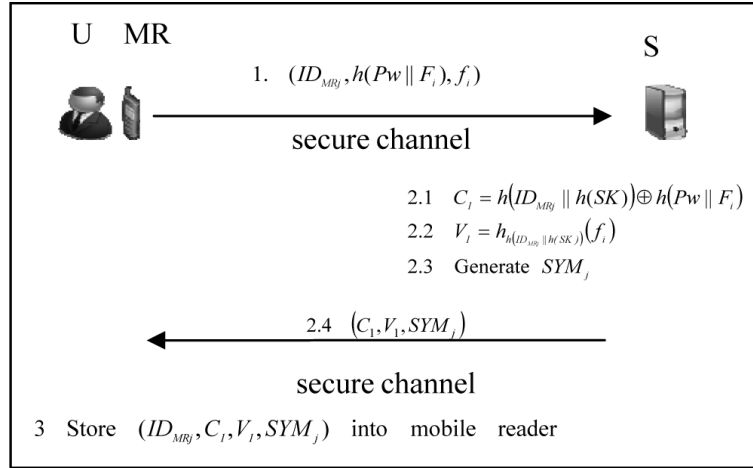 U MR
S
1. (ID_MRj, h(Pw || F_i), f_i)
secure channel
2.1 C_1 = h(ID_MRj || h(SK)) ⊕ h(Pw || F_i)
2.2 V_1 = h_h(ID_MRj || h(SK))(f_i)
2.3 Generate SYM_j
2.4 (C_1, V_1, SYM_j)
secure channel
3 Store (ID_MRj, C_1, V_1, SYM_j) into mobile reader